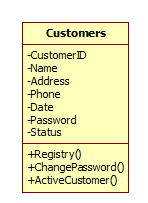 Customers
-CustomerID
-Name
-Address
-Phone
-Date
-Password
-Status
+Registry()
+ChangePassword()
+ActiveCustomer()